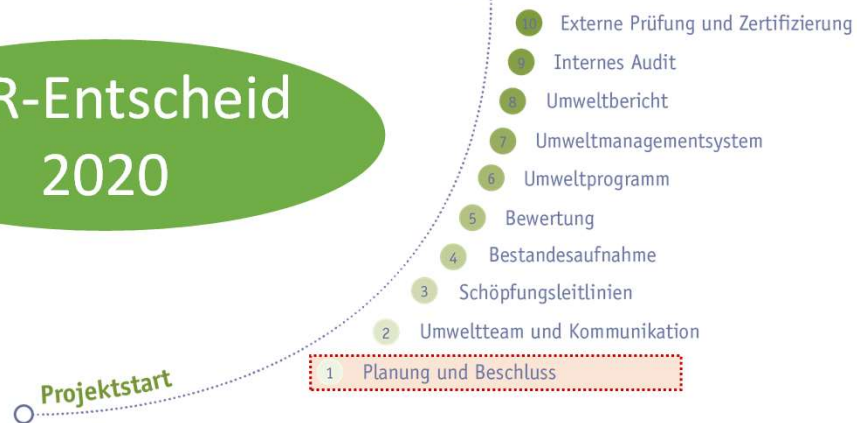 R-Entscheid
2020
10 Externe Prüfung und Zertifizierung
9 Internes Audit
8 Umweltbericht
7 Umweltmanagementsystem
6 Umweltprogramm
5 Bewertung
4 Bestandesaufnahme
3 Schöpfungsleitlinien
2 Umweltteam und Kommunikation
1 Planung und Beschluss
Projektstart